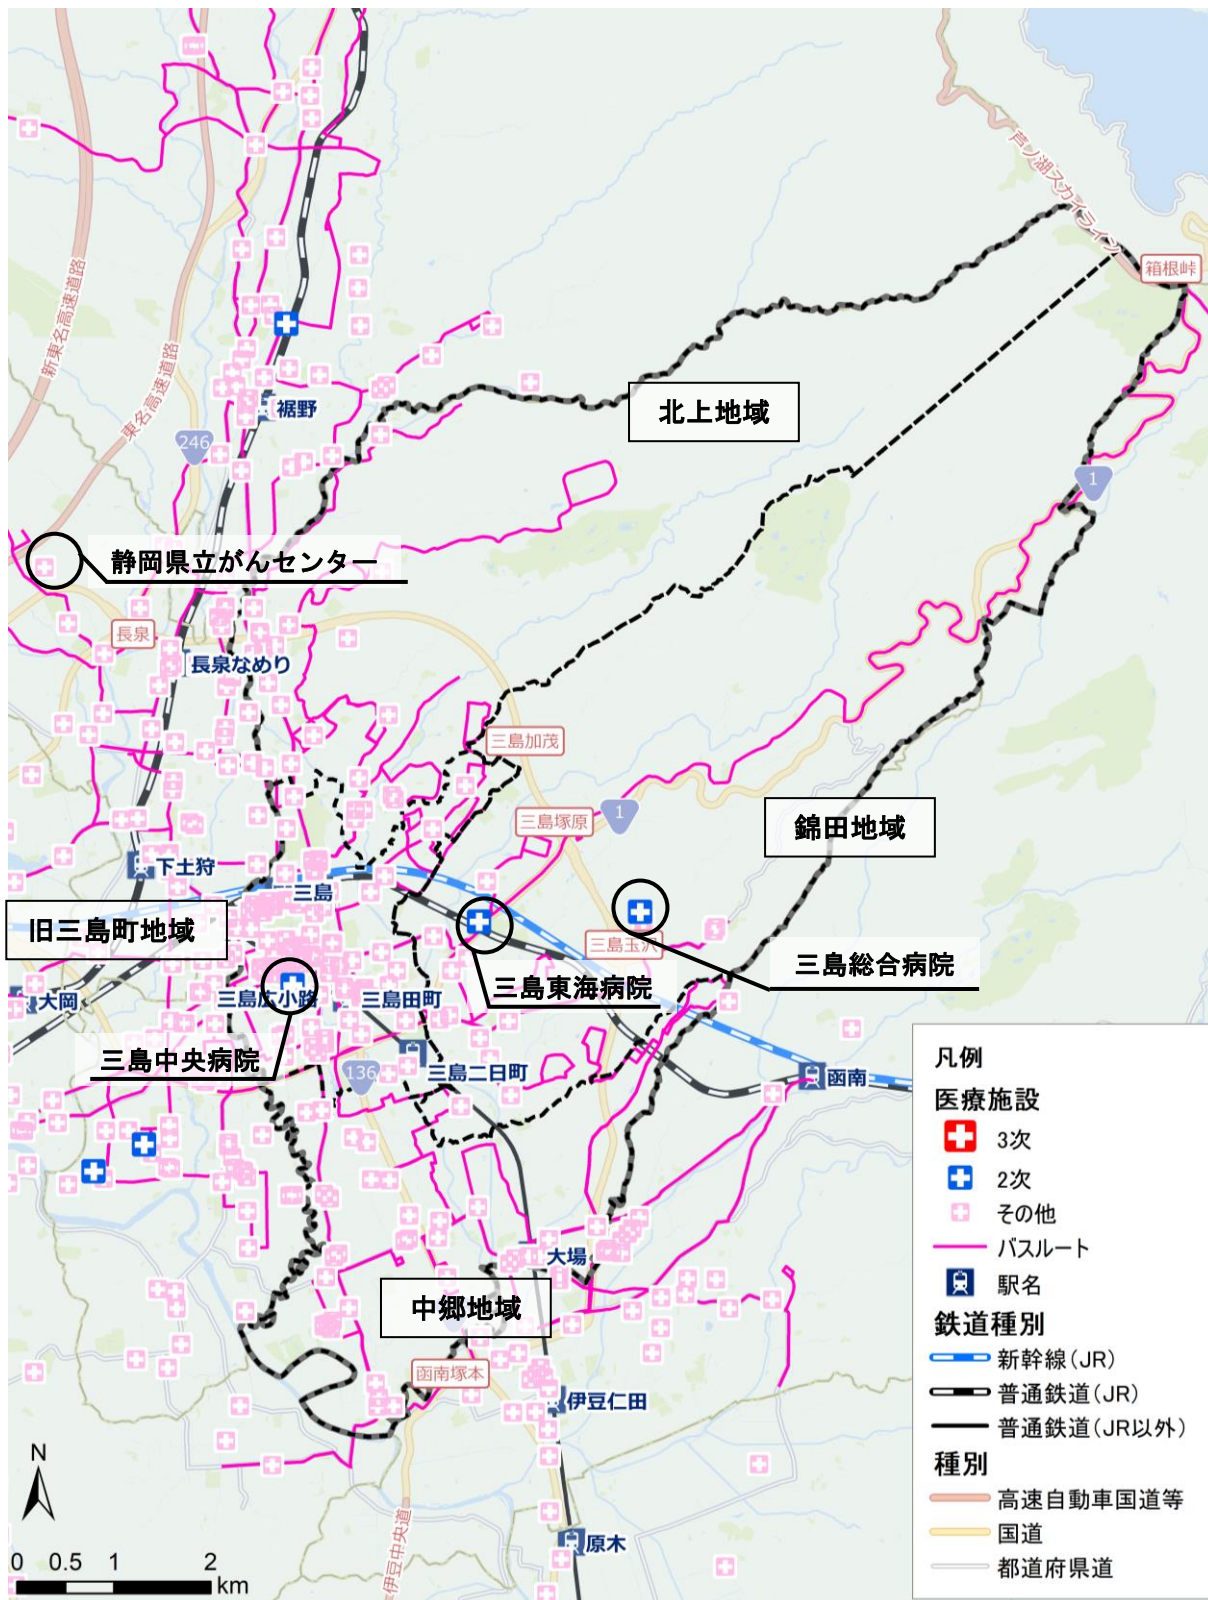 芦ノ湖スカイライン
箱根峠
新東名高速道路
東名高速道路
裾野
246
北上地域
1
静岡県立がんセンター
長泉
長泉なめり
三島加茂
三島塚原
1
錦田地域
下土狩
三島
旧三島町地域
三島玉沢
三島総合病院
大岡
三島広小路
三島田町
三島東海病院
三島中央病院
136
三島二日町
函南
大場
中郷地域
函南塚本
伊豆仁田
伊豆中央道
原木
N
0 0.5 1 2
km
凡例
医療施設
3次
2次
その他
バスルート
駅名
鉄道種別
新幹線(JR)
普通鉄道(JR)
普通鉄道(JR以外)
種別
高速自動車国道等
国道
都道府県道